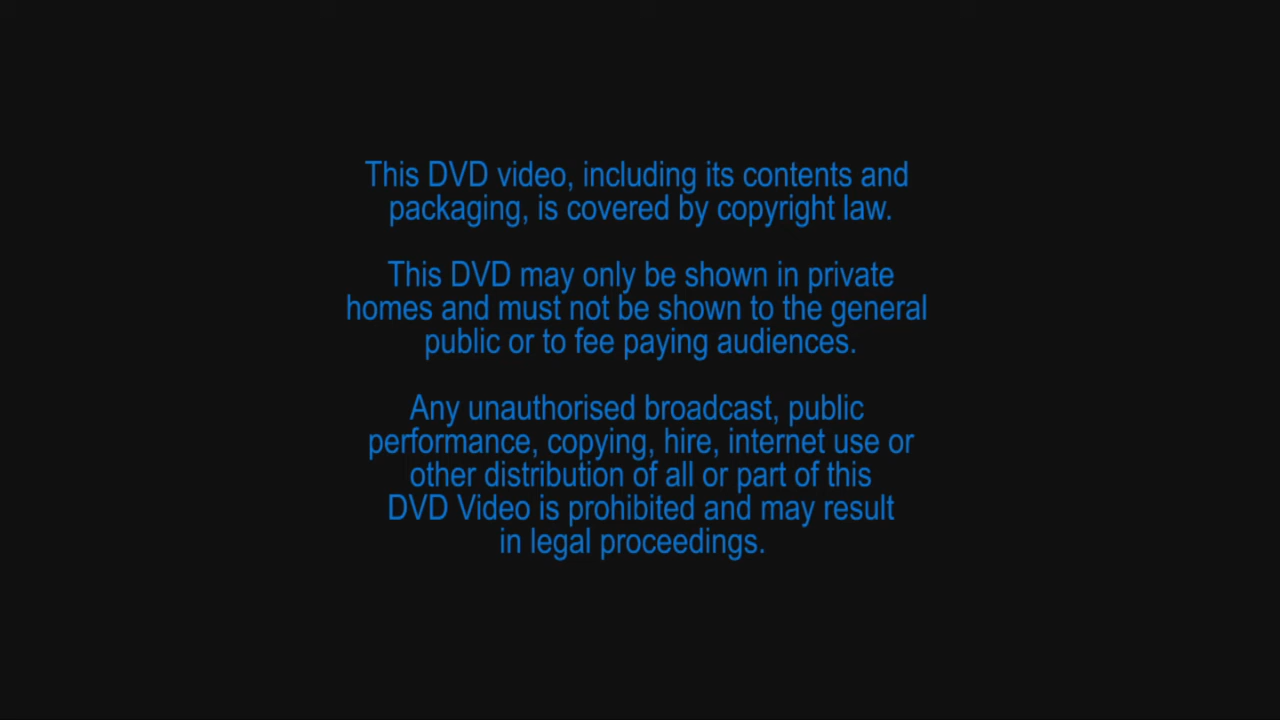 This DVD video, including its contents and
packaging, is covered by copyright law.
This DVD may only be shown in private
homes and must not be shown to the general
public or to fee paying audiences.
Any unauthorised broadcast, public
performance, copying, hire, internet use or
other distribution of all or part of this
DVD Video is prohibited and may result
in legal proceedings.